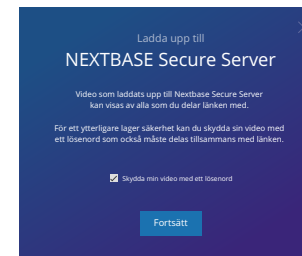 Ladda upp till
NEXTBASE Secure Server
Video som laddats upp till Nextbase Secure Server
kan visas av alla som du delar länken med.
För ett ytterligare lager säkerhet kan du skydda sin video med
ett lösenord som också måste delas tillsammans med länken.
Skydda min video med ett lösenord
Fortsätt